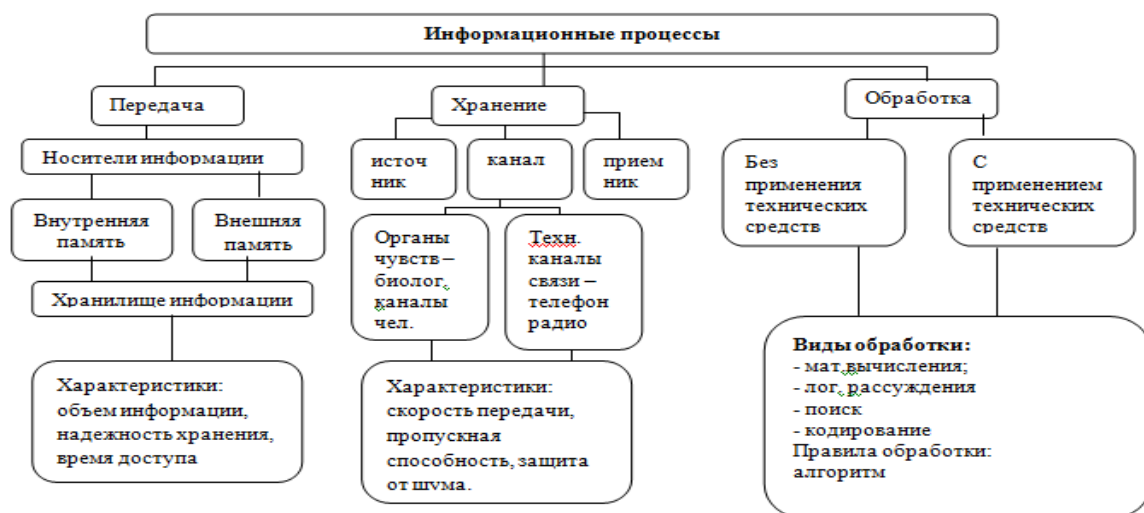 Информационные процессы
Передача
Хранение
Обработка
Носители информации
источ
ник
канал
прием
ник
Без
применения
технических
средств
С
применением
технических
средств
Внутренняя
память
Внешняя
память
Органы
чувств –
биолог,
каналы
чел.
Техн.
каналы
связи –
телефон
радио
Хранилище информации
Характеристики:
объем информации,
надежность хранения,
время доступа
Характеристики:
скорость передачи,
пропускная
способность, защита
от шума.
Виды обработки:
- мат,вычисления;
- лог, рассуждения
- поиск
- кодирование
Правила обработки:
алгоритм